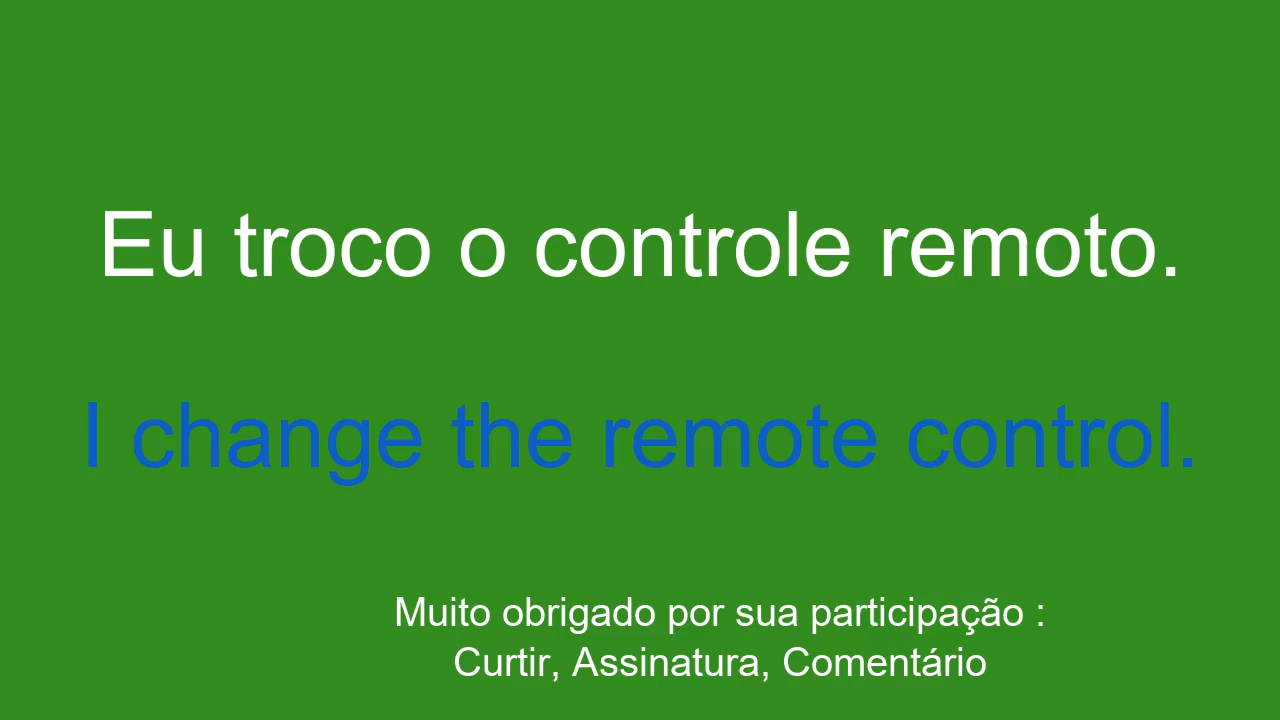 Eu troco o controle remoto.
I change the remote control.
Muito obrigado por sua participação :
Curtir, Assinatura, Comentário